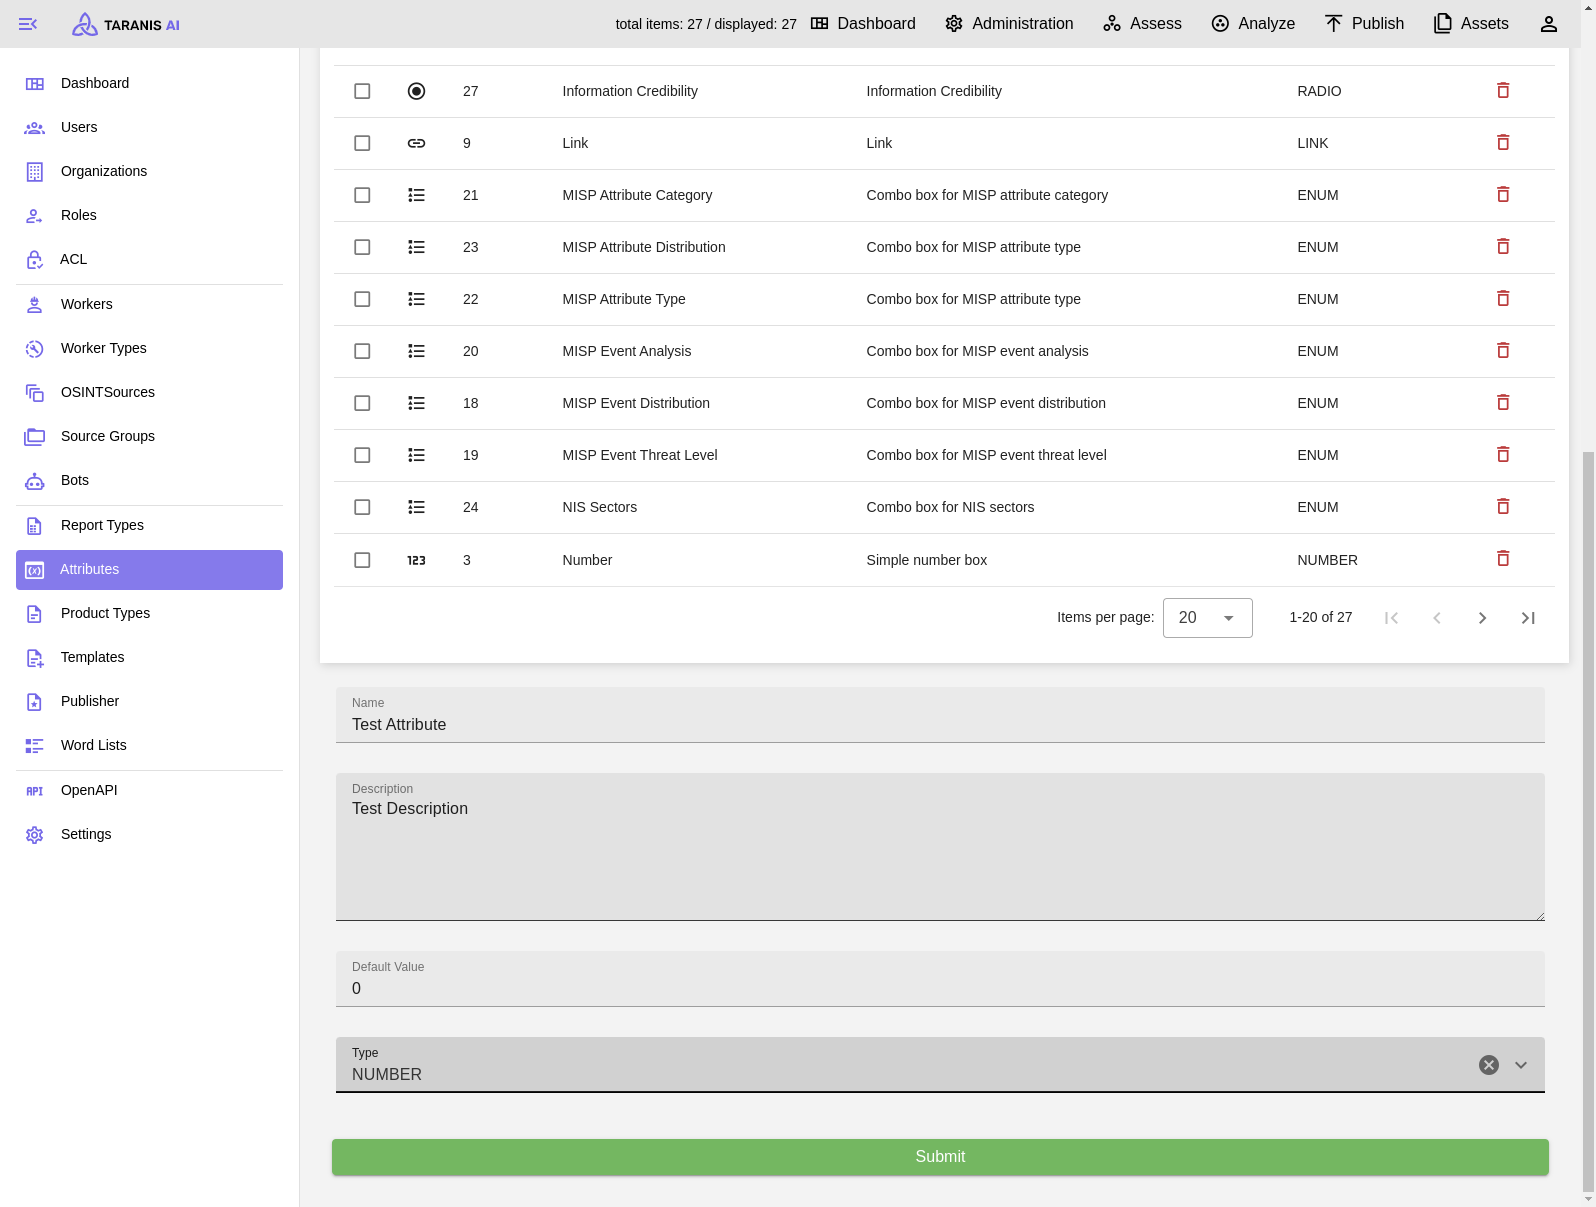 TARANIS AI
total items: 27 / displayed: 27 Dashboard Administration Assess Analyze Publish Assets
Dashboard
Users
Organizations
Roles
ACL
Workers
Worker Types
OSINTSources
Source Groups
Bots
Report Types
Attributes
Product Types
Templates
Publisher
Word Lists
API OpenAPI
Settings
27 Information Credibility Information Credibility RADIO
9 Link Link LINK
21 MISP Attribute Category Combo box for MISP attribute category ENUM
23 MISP Attribute Distribution Combo box for MISP attribute type ENUM
22 MISP Attribute Type Combo box for MISP attribute type ENUM
20 MISP Event Analysis Combo box for MISP event analysis ENUM
18 MISP Event Distribution Combo box for MISP event distribution ENUM
19 MISP Event Threat Level Combo box for MISP event threat level ENUM
24 NIS Sectors Combo box for NIS sectors ENUM
123 3 Number Simple number box NUMBER
Items per page: 20 1-20 of 27
Name
Test Attribute
Description
Test Description
Default Value
0
Type
NUMBER
Submit